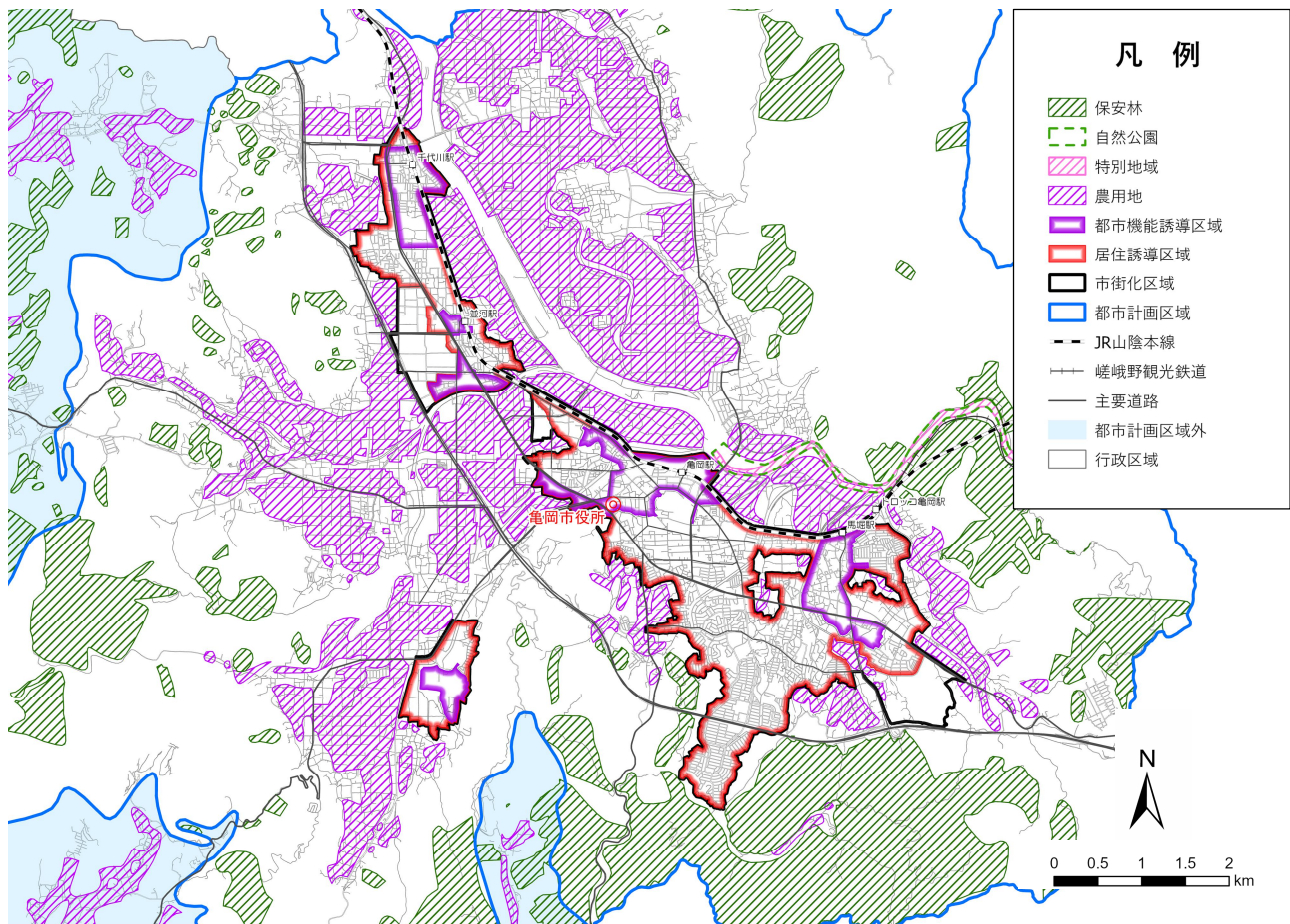 凡 例
保安林
自然公園
特別地域
農用地
都市機能誘導区域
居住誘導区域
市街化区域
都市計画区域
JR山陰本線
嵯峨野観光鉄道
主要道路
都市計画区域外
行政区域
千代川駅
並河駅
亀岡駅
トロッコ亀岡駅
亀岡市役所
馬堀駅
N
0 0.5 1 1.5 2
km